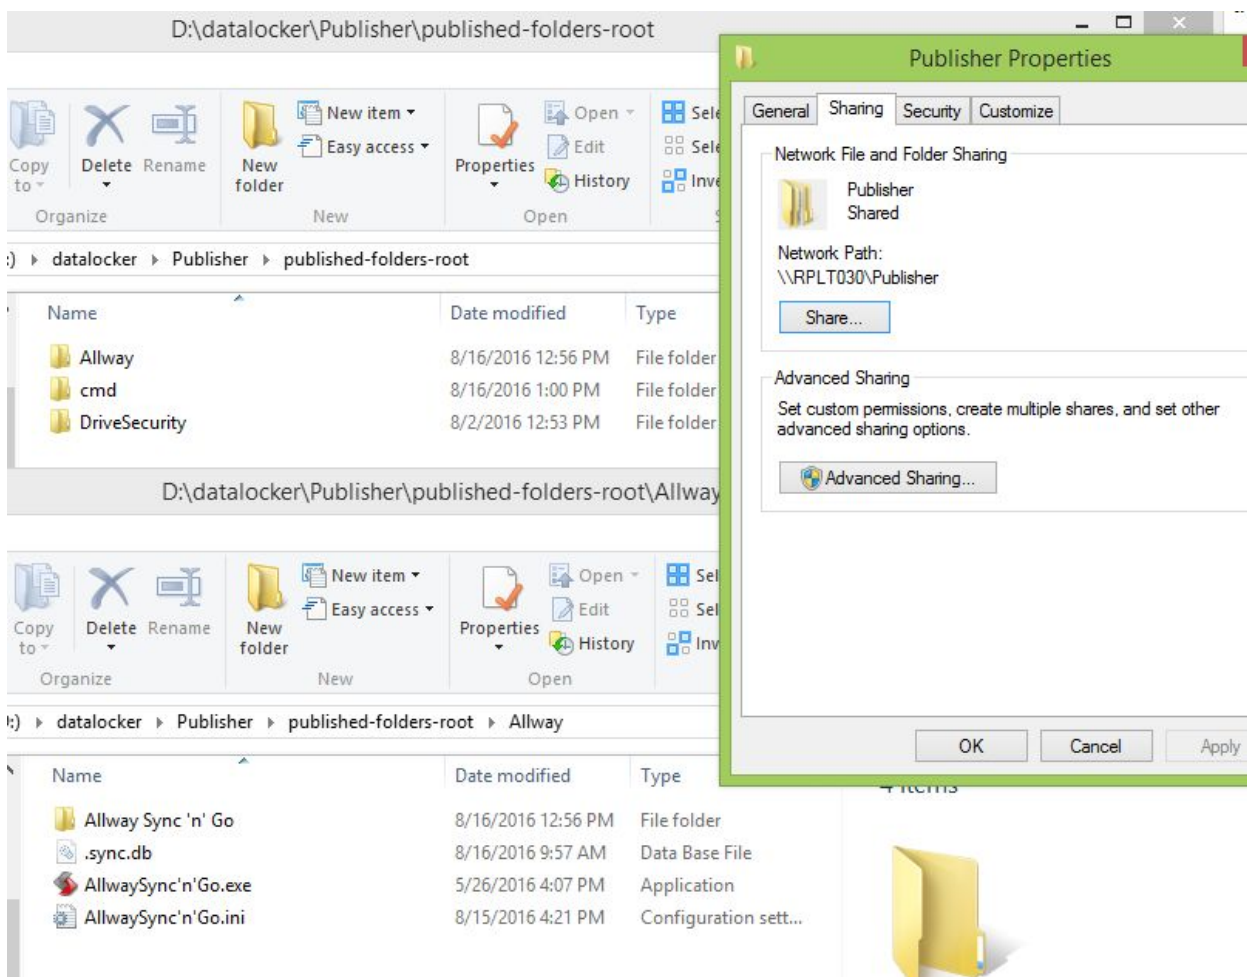 D:\datalocker\Publisher\published-folders-root
Copy
to
Delete
Rename
New
folder
New item
Easy access
Properties
Open
Edit
History
Organize
New
Open
datalocker
Publisher
published-folders-root
Name
Date modified
Type
Allway
8/16/2016 12:56 PM
File folder
cmd
8/16/2016 1:00 PM
File folder
DriveSecurity
8/2/2016 12:53 PM
File folder
D:\datalocker\Publisher\published-folders-root\Allway
Copy
to
Delete
Rename
New
folder
New item
Easy access
Properties
Open
Edit
History
Organize
New
Open
datalocker
Publisher
published-folders-root
Allway
Name
Date modified
Type
Allway Sync 'n' Go
8/16/2016 12:56 PM
File folder
.sync.db
8/16/2016 9:57 AM
Data Base File
AllwaySync'n'Go.exe
5/26/2016 4:07 PM
Application
AllwaySync'n'Go.ini
8/15/2016 4:21 PM
Configuration sett...
Publisher Properties
General
Sharing
Security
Customize
Network File and Folder Sharing
Publisher
Shared
Network Path:
\\RPLT030\Publisher
Share...
Advanced Sharing
Set custom permissions, create multiple shares, and set other
advanced sharing options.
Advanced Sharing...
OK
Cancel
Apply